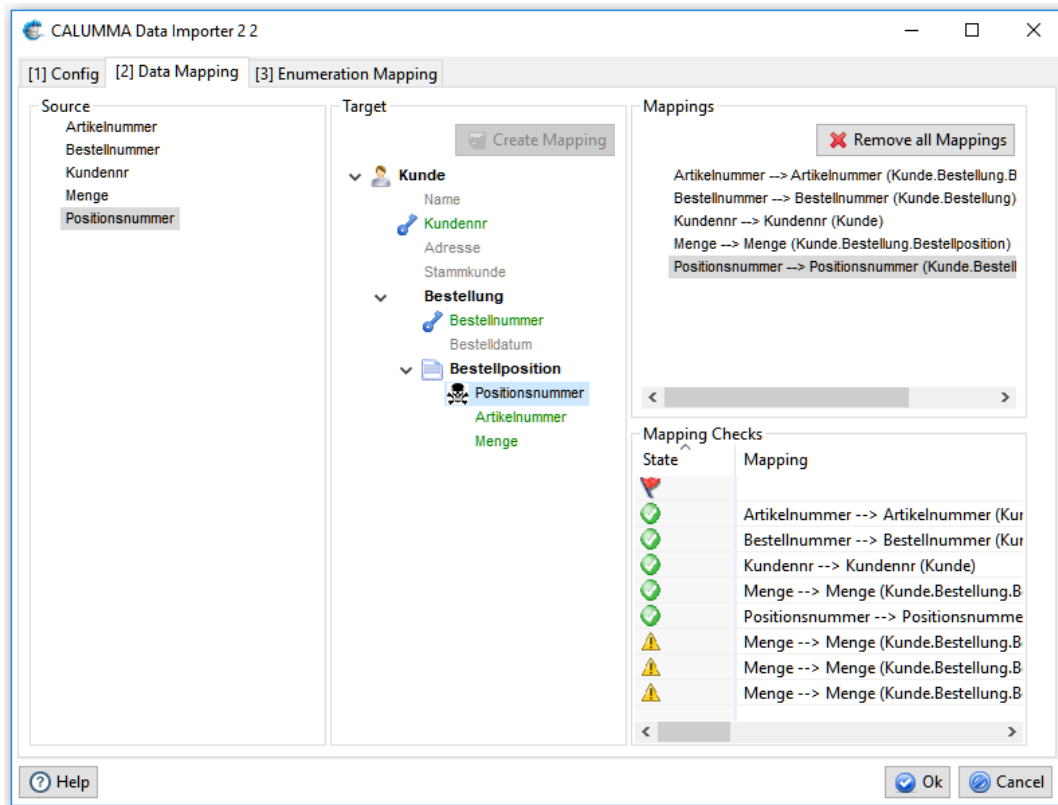 CALUMMA Data Importer 2 2
[1] Config [2] Data Mapping [3] Enumeration Mapping
Source
Artikelnummer
Bestellnummer
Kundennr
Menge
Positionsnummer
Target
Create Mapping
Kunde
Name
Kundennr
Adresse
Stammkunde
Bestellung
Bestellnummer
Bestelldatum
Bestellposition
Positionsnummer
Artikelnummer
Menge
Mappings
Remove all Mappings
Artikelnummer --> Artikelnummer (Kunde.Bestellung.B
Bestellnummer --> Bestellnummer (Kunde.Bestellung)
Kundennr --> Kundennr (Kunde)
Menge --> Menge (Kunde.Bestellung.Bestellposition)
Positionsnummer --> Positionsnummer (Kunde.Bestell
Mapping Checks
State Mapping
Artikelnummer --> Artikelnummer (Kur
Bestellnummer --> Bestellnummer (Kur
Kundennr --> Kundennr (Kunde)
Menge --> Menge (Kunde.Bestellung.B
Positionsnummer --> Positionsnumme
Menge --> Menge (Kunde.Bestellung.B
Menge --> Menge (Kunde.Bestellung.B
Menge --> Menge (Kunde.Bestellung.B
Help Ok Cancel